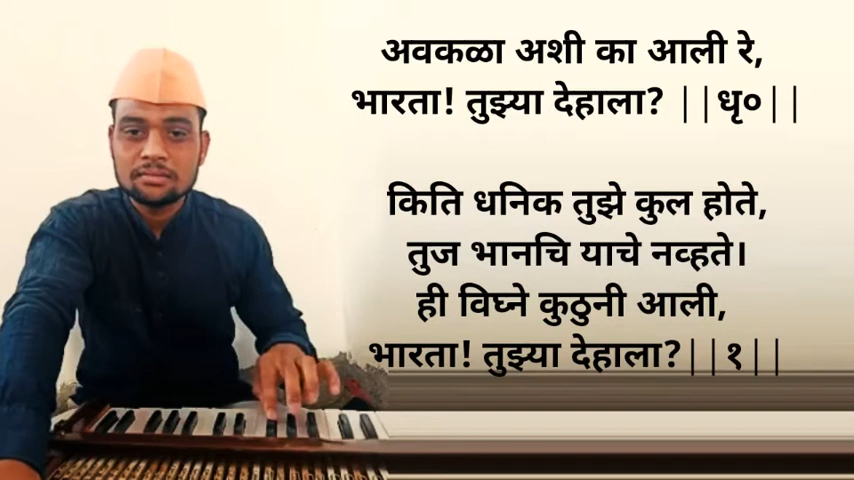 अवकळा अशी का आली रे,
भारता! तुझ्या देहाला? ||धृ०||
किति धनिक तुझे कुल होते,
तुज भानचि याचे नव्हते।
ही विघ्ने कुठुनी आली,
भारता! तुझ्या देहाला?||१||